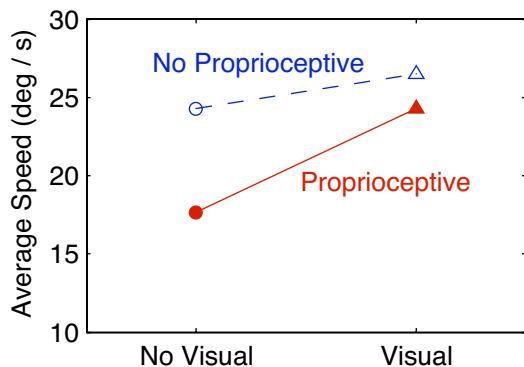 Average Speed (deg / s)
30
25
20
15
10
No Proprioceptive
Proprioceptive
No Visual
Visual